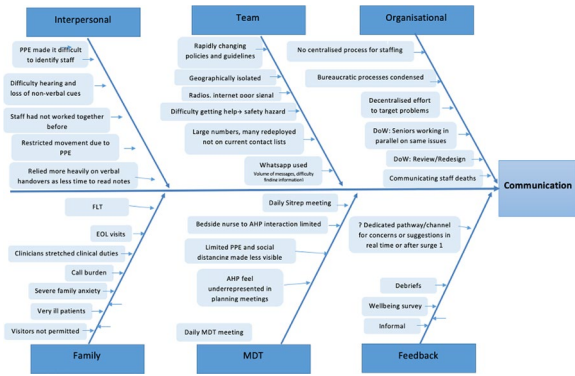 Interpersonal
Team
Organisational
PPE made it difficult
to identify staff
Difficulty hearing and
loss of non-verbal cues
Staff had not worked together
before
Restricted movement due to
PPE
Relied more heavily on verbal
handovers as less time to read notes
Rapidly changing
policies and guidelines
Geographically isolated
Radios, internet poor signal
Difficulty getting help→ safety hazard
Large numbers, many redeployed
not on current contact lists
Whatsapp used
Volume of messages, difficulty
finding information!
No centralised process for staffing
Bureaucratic processes condensed
Decentralised effort
to target problems
DoW: Seniors working in
parallel on same issues
DoW: Review/Redesign
Communicating staff deaths
Communication
FLT
EOL visits
Clinicians stretched clinical duties
Call burden
Severe family anxiety
Very ill patients
Visitors not permitted
Daily Sitrep meeting
Bedside nurse to AHP interaction limited
Limited PPE and social
distancing made less visible
AHP feel
underrepresented in
planning meetings
Daily MDT meeting
? Dedicated pathway/channel
for concerns or suggestions in
real time or after surge 1
Debriefs
Wellbeing survey
Informal
Family
MDT
Feedback